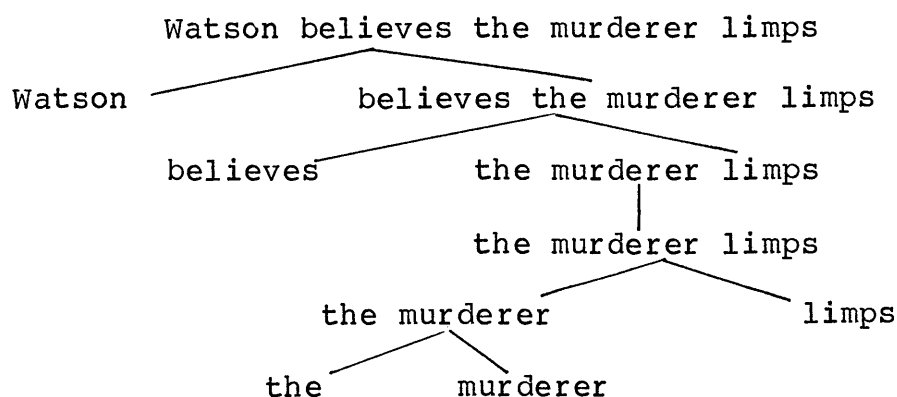 Watson believes the murderer limps
Watson believes the murderer limps
believes the murderer limps
the murderer limps
the murderer limps
the murderer